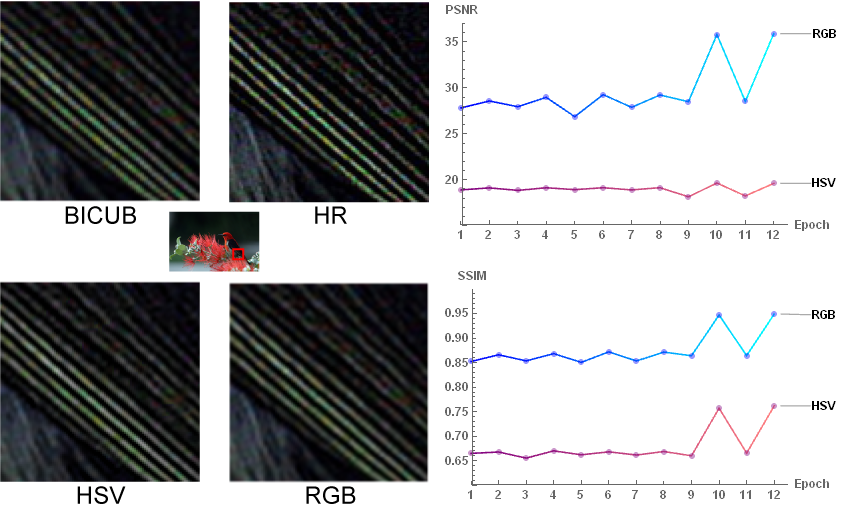 BICUB
HR
HSV
RGB
PSNR
35
30
25
20
RGB
HSV
1 2 3 4 5 6 7 8 9 10 11 12
Epoch
SSIM
0.95
0.90
0.85
0.80
0.75
0.70
0.65
RGB
HSV
1 2 3 4 5 6 7 8 9 10 11 12
Epoch